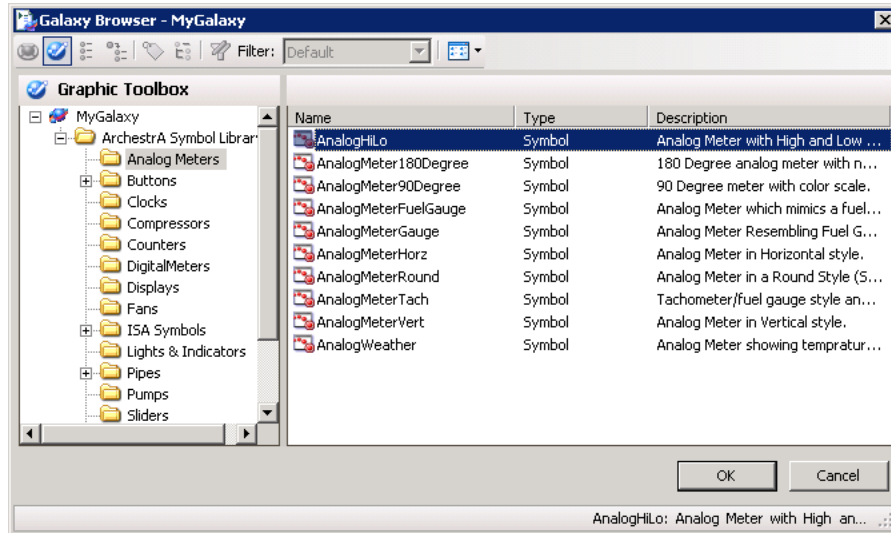 Galaxy Browser - MyGalaxy
Filter: Default
Graphic Toolbox
MyGalaxy
ArchestrA Symbol Librar
Analog Meters
Buttons
Clocks
Compressors
Counters
DigitalMeters
Displays
Fans
ISA Symbols
Lights & Indicators
Pipes
Pumps
Sliders
Name Type Description
AnalogHiLo Symbol Analog Meter with High and Low ...
AnalogMeter180Degree Symbol 180 Degree analog meter with n...
AnalogMeter90Degree Symbol 90 Degree meter with color scale.
AnalogMeterFuelGauge Symbol Analog Meter which mimics a fuel...
AnalogMeterGauge Symbol Analog Meter Resembling Fuel G...
AnalogMeterHorz Symbol Analog Meter in Horizontal style.
AnalogMeterRound Symbol Analog Meter in a Round Style (S...
AnalogMeterTach Symbol Tachometer/fuel gauge style an...
AnalogMeterVert Symbol Analog Meter in Vertical style.
AnalogWeather Symbol Analog Meter showing tempratur...
OK Cancel
AnalogHiLo: Analog Meter with High an...